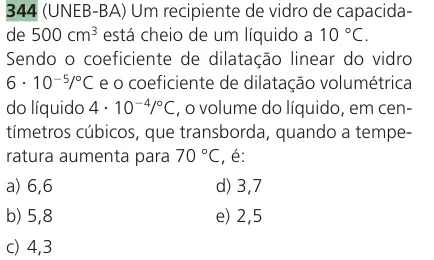 344 (UNEB-BA) Um recipiente de vidro de capacida-
de 500 cm³ está cheio de um líquido a 10 °C.
Sendo o coeficiente de dilatação linear do vidro
6 · 10⁻⁵/°C e o coeficiente de dilatação volumétrica
do líquido 4 · 10⁻⁴/°C, o volume do líquido, em cen-
tímetros cúbicos, que transborda, quando a tempe-
ratura aumenta para 70 °C, é:
a) 6,6
d) 3,7
b) 5,8
e) 2,5
c) 4,3